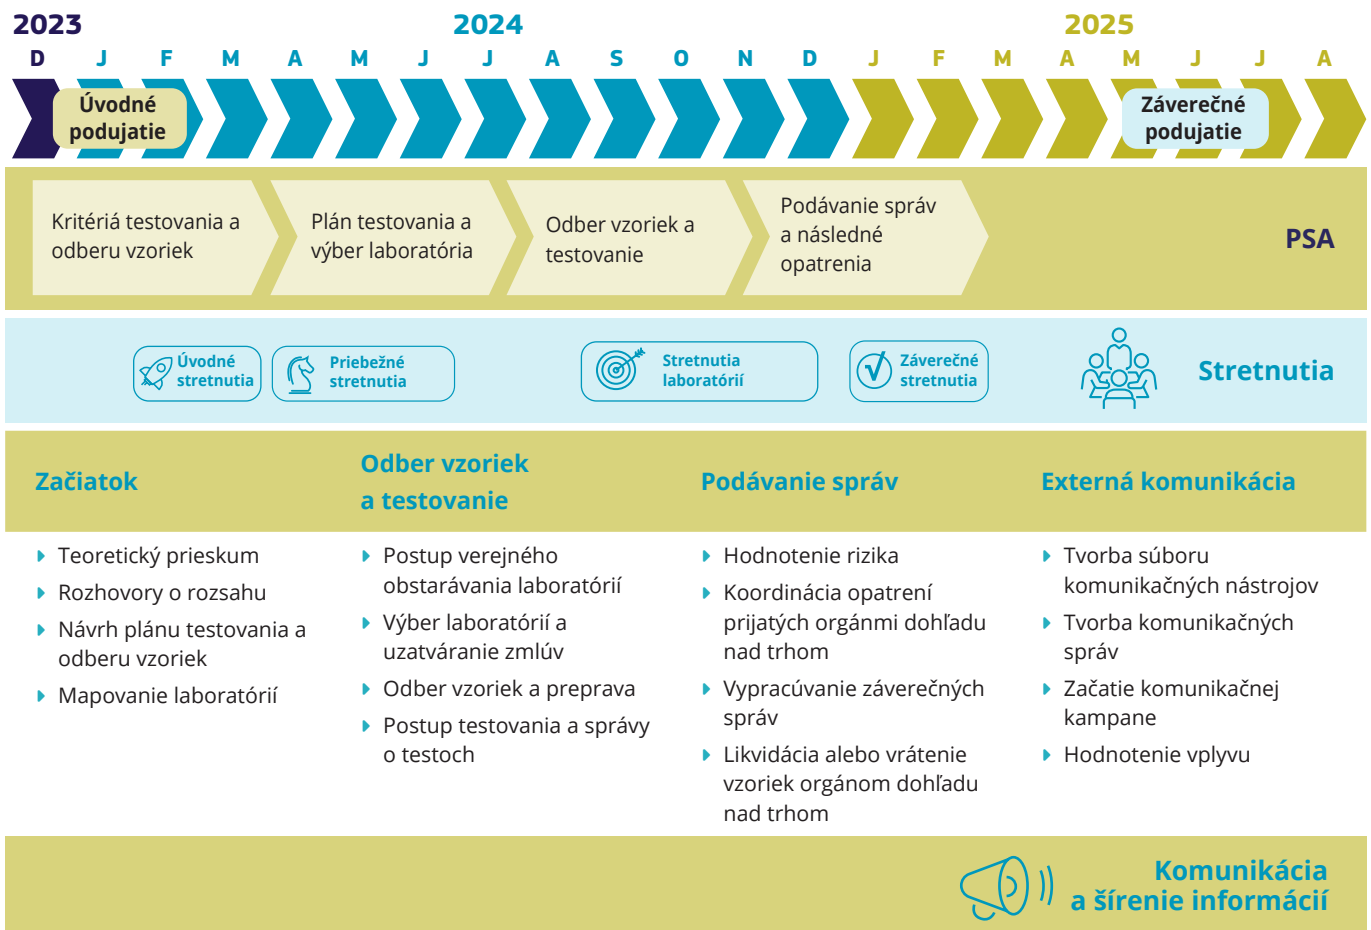 2023
2024
2025
D J F M A M J J A S O N D J F M A M J J A
Úvodné
podujatie
Záverečné
podujatie
Kritériá testovania a
odberu vzoriek
Plán testovania a
výber laboratória
Odber vzoriek a
testovanie
Podávanie správ
a následné
opatrenia
PSA
Úvodné
stretnutia
Priebežné
stretnutia
Stretnutia
laboratórií
Záverečné
stretnutia
Stretnutia
Začiatok
Teoretický prieskum
Rozhovory o rozsahu
Návrh plánu testovania a
odberu vzoriek
Mapovanie laboratórií
Odber vzoriek
a testovanie
Postup verejného
obstarávania laboratórií
Výber laboratórií a
uzatváranie zmlúv
Odber vzoriek a preprava
Postup testovania a správy
o testoch
Podávanie správ
Hodnotenie rizika
Koordinácia opatrení
prijatých orgánmi dohľadu
nad trhom
Vypracúvanie záverečných
správ
Likvidácia alebo vrátenie
vzoriek orgánom dohľadu
nad trhom
Externá komunikácia
Tvorba súboru
komunikačných nástrojov
Tvorba komunikačných
správ
Začatie komunikačnej
kampane
Hodnotenie vplyvu
Komunikácia
a šírenie informácií